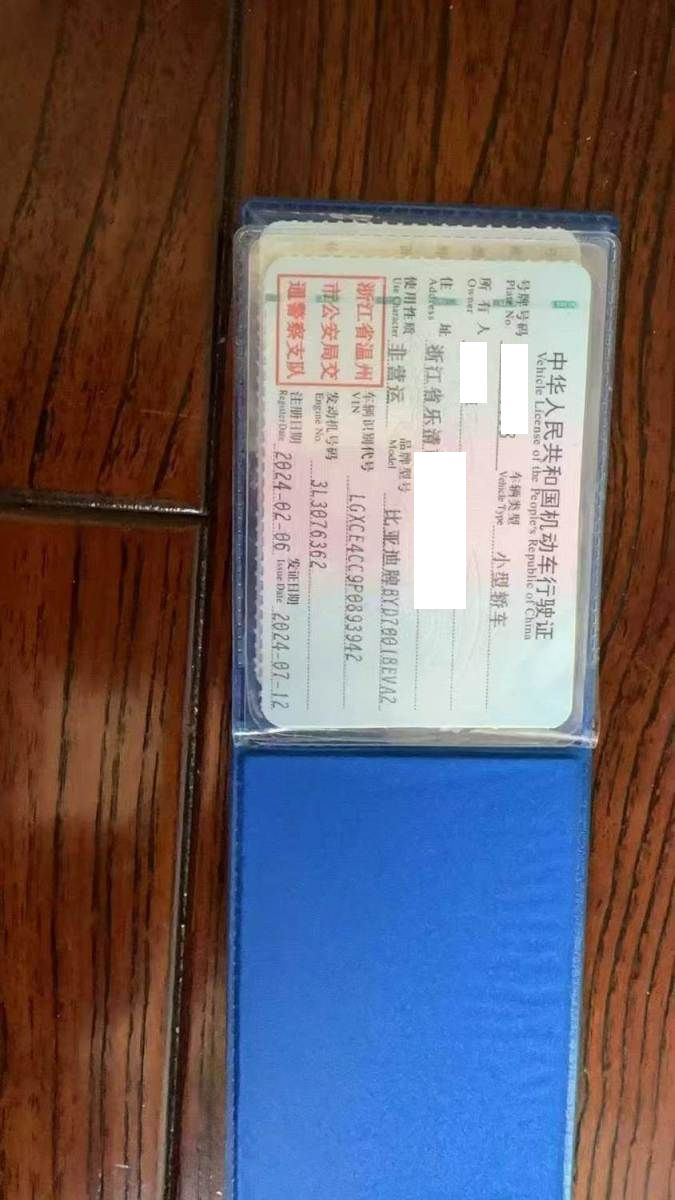 中华人民共和国机动车行驶证
Vehicle License of the People's Republic of China
号牌号码 3 车辆类型 小型轿车
Plate No. Vehicle Type
所有人
Owner
住址 浙江省乐清
Address
使用性质 非营运 品牌型号 比亚迪牌BYD7001BEVA2
Use Character Model
浙江省温州
市公安局交
通警察支队
车辆识别代号 LGXCE4CC9P0893942
VIN
发动机号码 3L3076362
Engine No.
注册日期 2024-02-06 发证日期 2024-07-12
Register Date Issue Date